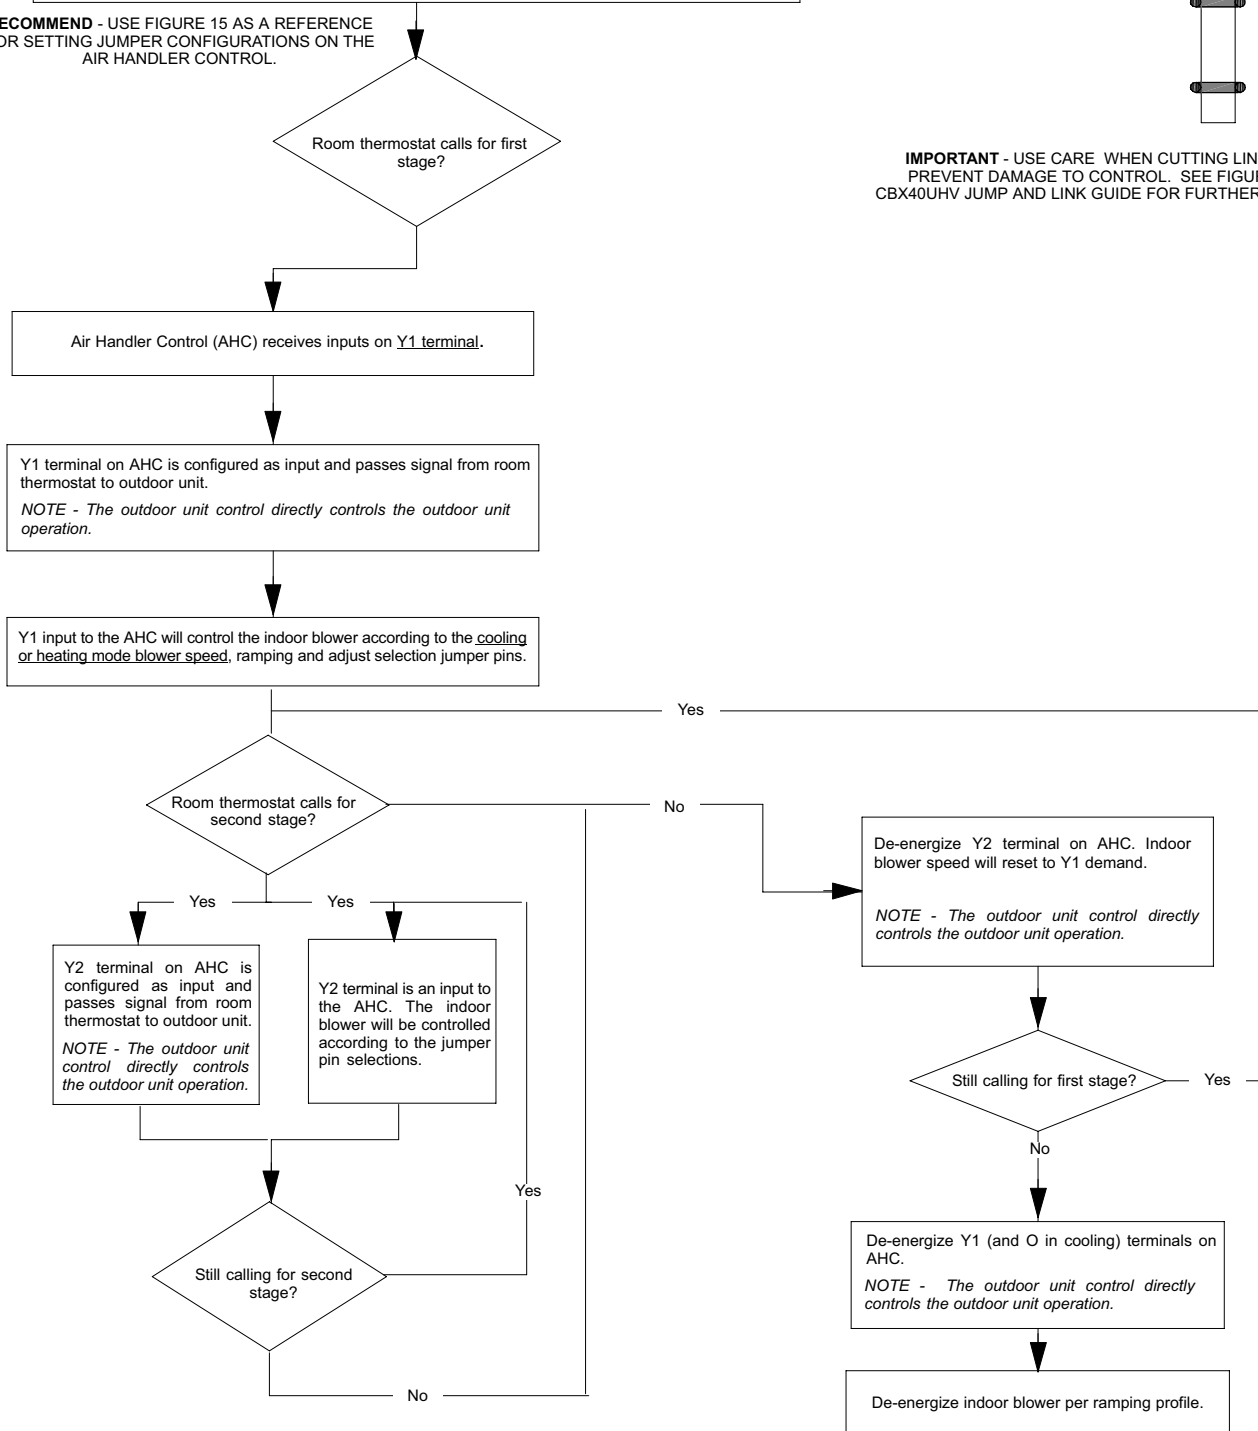 ECOMMEND - USE FIGURE 15 AS A REFERENCE
OR SETTING JUMPER CONFIGURATIONS ON THE
AIR HANDLER CONTROL.
Room thermostat calls for first
stage?
IMPORTANT - USE CARE WHEN CUTTING LIN
PREVENT DAMAGE TO CONTROL. SEE FIGU
CBX40UHV JUMP AND LINK GUIDE FOR FURTHER
Air Handler Control (AHC) receives inputs on Y1 terminal.
Y1 terminal on AHC is configured as input and passes signal from room
thermostat to outdoor unit.
NOTE - The outdoor unit control directly controls the outdoor unit
operation.
Y1 input to the AHC will control the indoor blower according to the cooling
or heating mode blower speed, ramping and adjust selection jumper pins.
Yes
Room thermostat calls for
second stage?
No
De-energize Y2 terminal on AHC. Indoor
blower speed will reset to Y1 demand.
NOTE - The outdoor unit control directly
controls the outdoor unit operation.
Yes
Yes
Y2 terminal on AHC is
configured as input and
passes signal from room
thermostat to outdoor unit.
NOTE - The outdoor unit
control directly controls
the outdoor unit operation.
Y2 terminal is an input to
the AHC. The indoor
blower will be controlled
according to the jumper
pin selections.
Still calling for first stage?
Yes
No
Yes
Still calling for second
stage?
No
De-energize Y1 (and O in cooling) terminals on
AHC.
NOTE - The outdoor unit control directly
controls the outdoor unit operation.
De-energize indoor blower per ramping profile.